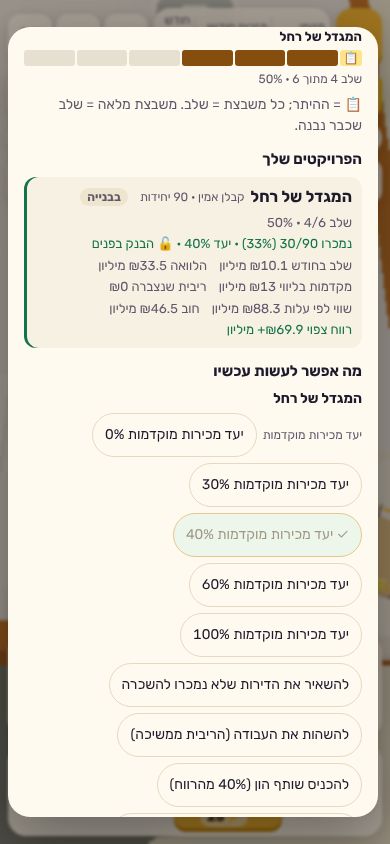 חודש
המגדל של רחל
📋
שלב 4 מתוך 6 · 50%
📋 = ההיתר; כל משבצת = שלב. משבצת מלאה = שלב
שכבר נבנה.
הפרויקטים שלך
המגדל של רחל קבלן אמין · 90 יחידות בבנייה
שלב 4/6 · 50%
נמכרו 30/90 (33%) · יעד 40% · 🔓 הבנק בפנים
שלב בחודש ₪10.1 מיליון הלוואה ₪33.5 מיליון
מקדמות בליווי ₪13 מיליון ריבית שנצברה ₪0
שווי לפי עלות ₪88.3 מיליון חוב ₪46.5 מיליון
רווח צפוי ₪69.9+ מיליון
מה אפשר לעשות עכשיו
המגדל של רחל
יעד מכירות מוקדמות יעד מכירות מוקדמות 0%
יעד מכירות מוקדמות 30%
✓ יעד מכירות מוקדמות 40%
יעד מכירות מוקדמות 60%
יעד מכירות מוקדמות 100%
להשאיר את הדירות שלא נמכרו להשכרה
להשהות את העבודה (הריבית ממשיכה)
להכניס שותף הון (40% מהרווח)